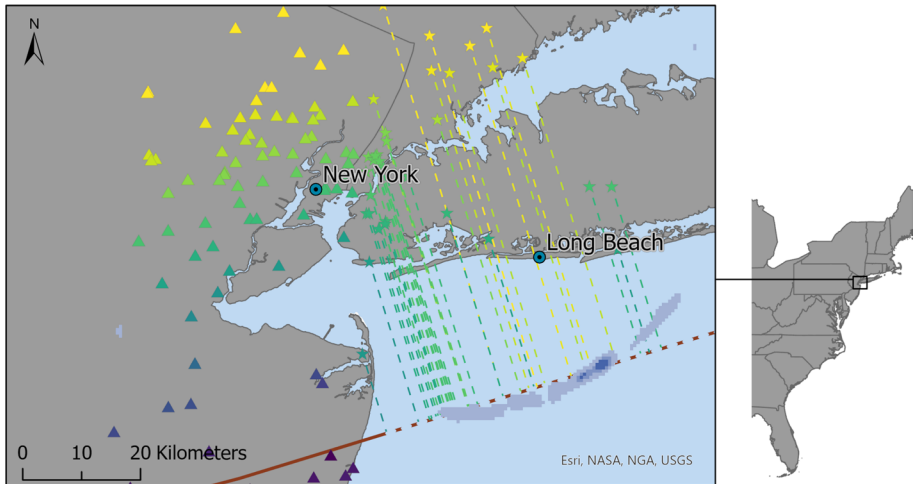 N
New York
Long Beach
0 10 20 Kilometers
Esri, NASA, NGA, USGS